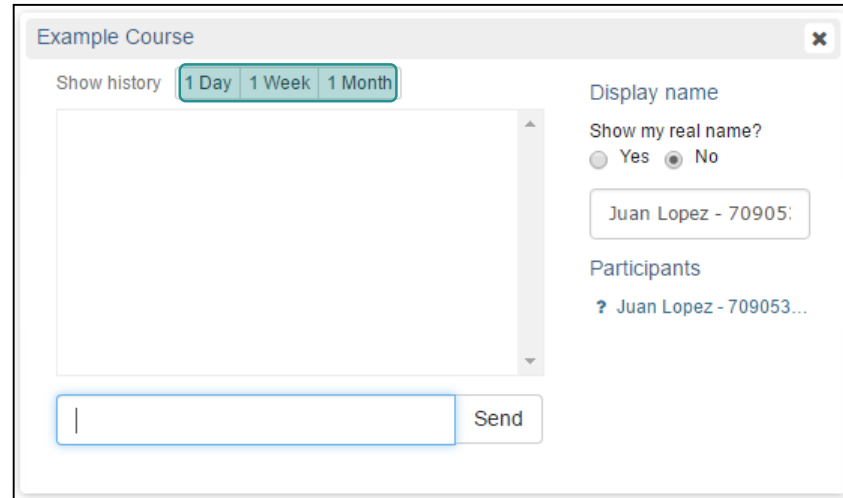 Example Course
Show history 1 Day 1 Week 1 Month
Display name
Show my real name?
Yes No
Juan Lopez - 70905
Participants
? Juan Lopez - 709053...
Send